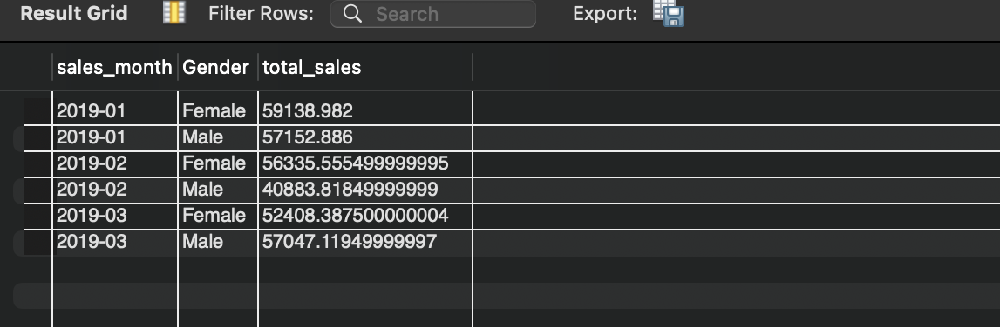 Result Grid Filter Rows: Search Export:
sales_month Gender total_sales
2019-01 Female 59138.982
2019-01 Male 57152.886
2019-02 Female 56335.555499999995
2019-02 Male 40883.81849999999
2019-03 Female 52408.387500000004
2019-03 Male 57047.11949999997